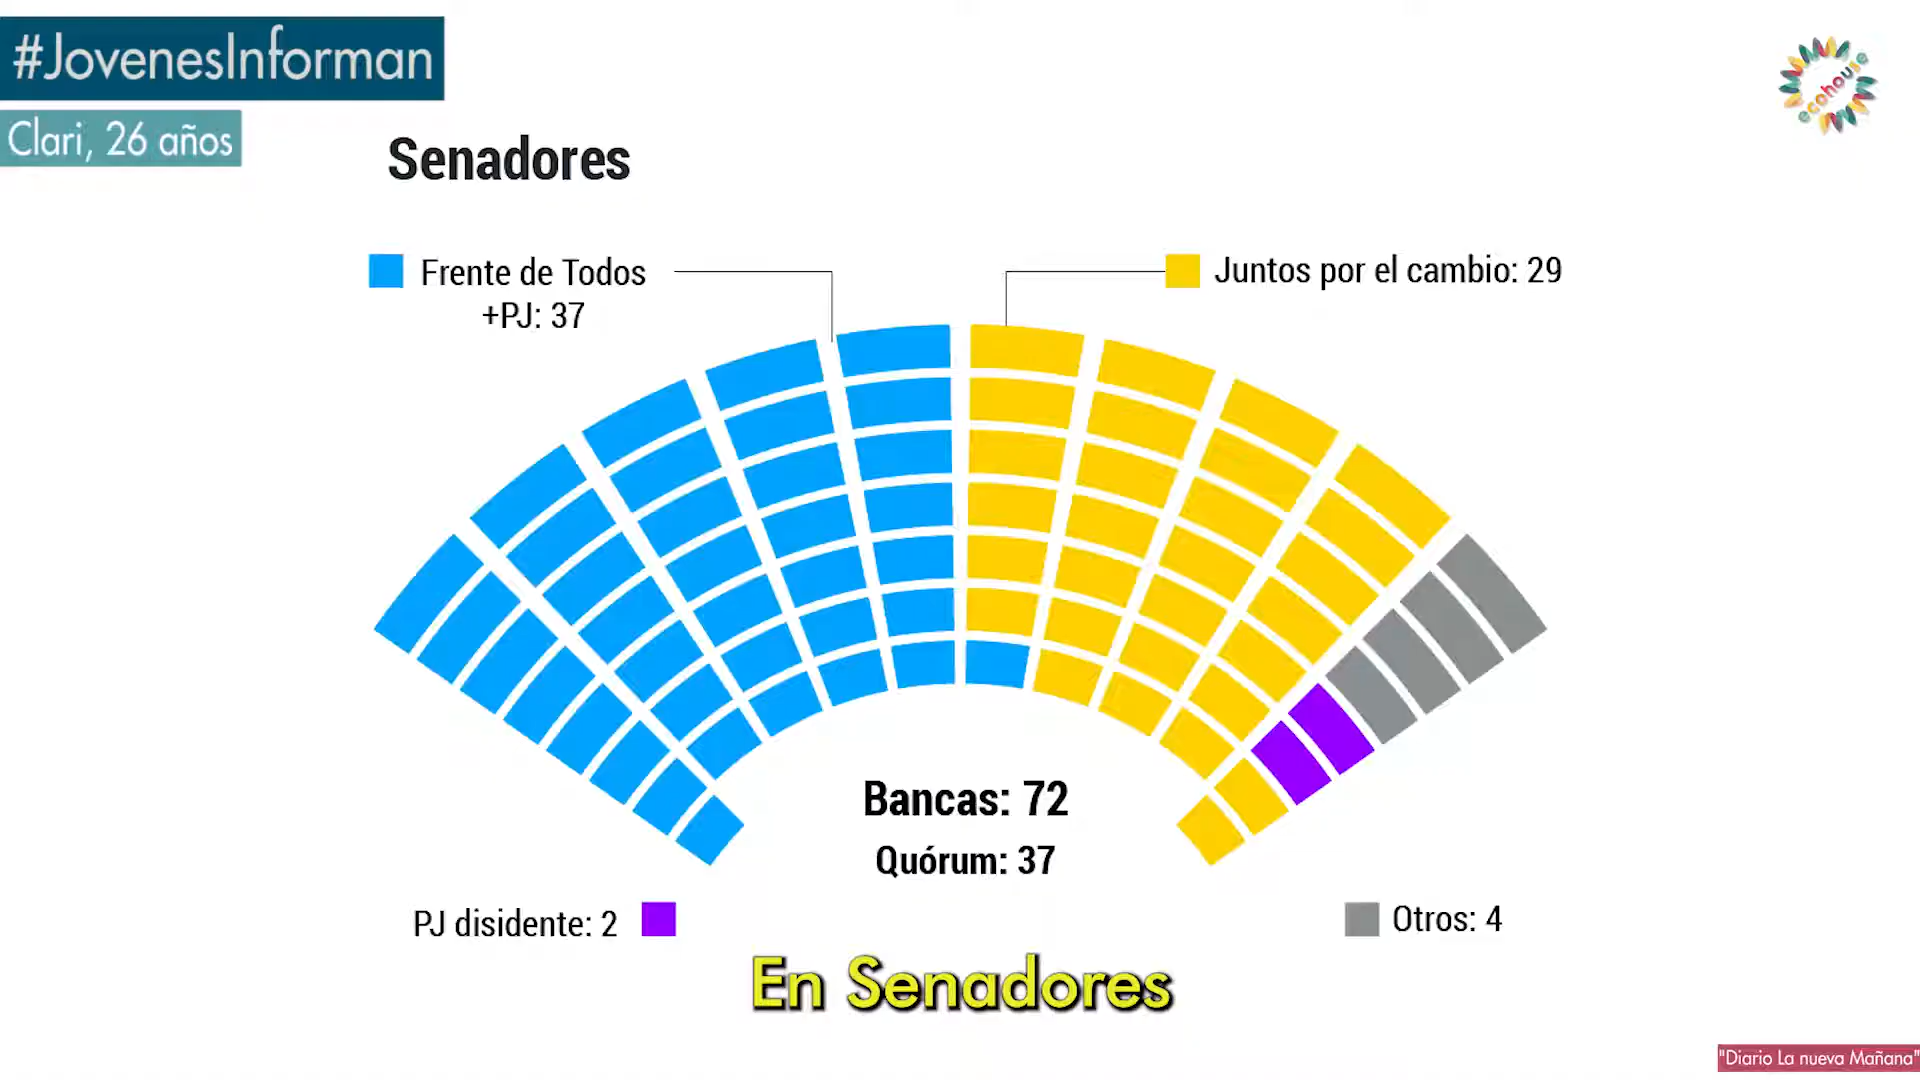 #JovenesInforman
Clari, 26 años
ecohouse
Senadores
Frente de Todos
+PJ: 37
Juntos por el cambio: 29
Bancas: 72
Quórum: 37
PJ disidente: 2
Otros: 4
En Senadores
"Diario La nueva Mañana"